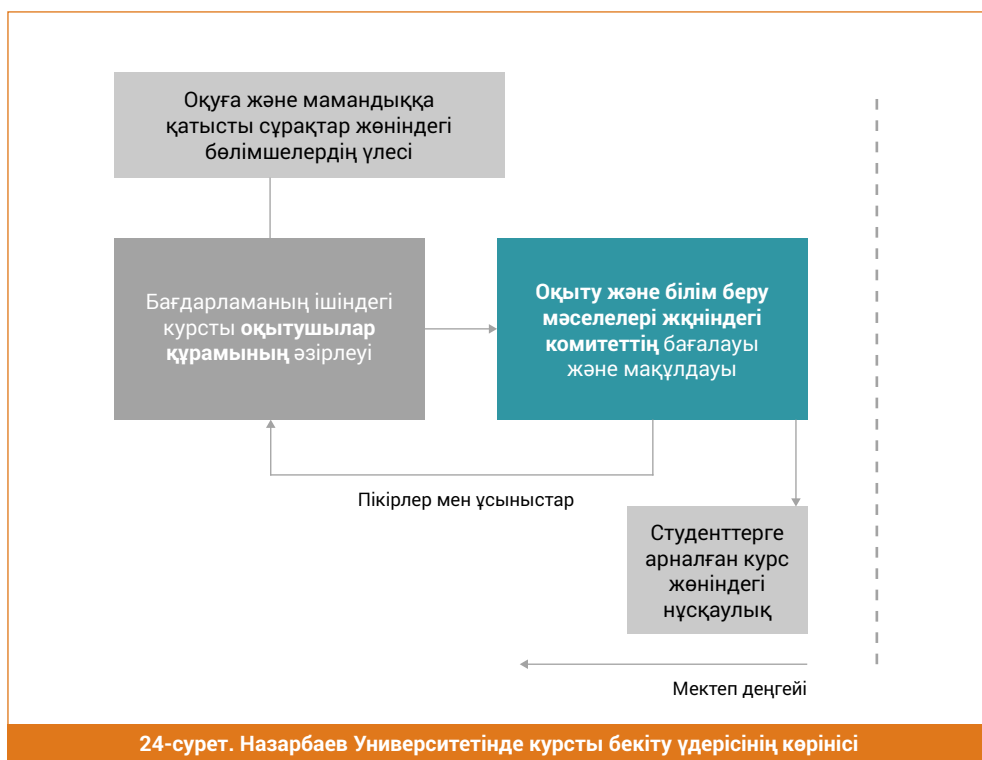 Оқуға және мамандыққа
қатысты сұрақтар жөніндегі
бөлімшелердің үлесі
Бағдарламаның ішіндегі
курсты оқытушылар
құрамының әзірлеуі
Оқыту және білім беру
мәселелері жқніндегі
комитеттің бағалауы
және мақұлдауы
Пікірлер мен ұсыныстар
Студенттерге
арналған курс
жөніндегі
нұсқаулық
Мектеп деңгейі
24-сурет. Назарбаев Университетінде курсты бекіту үдерісінің көрінісі